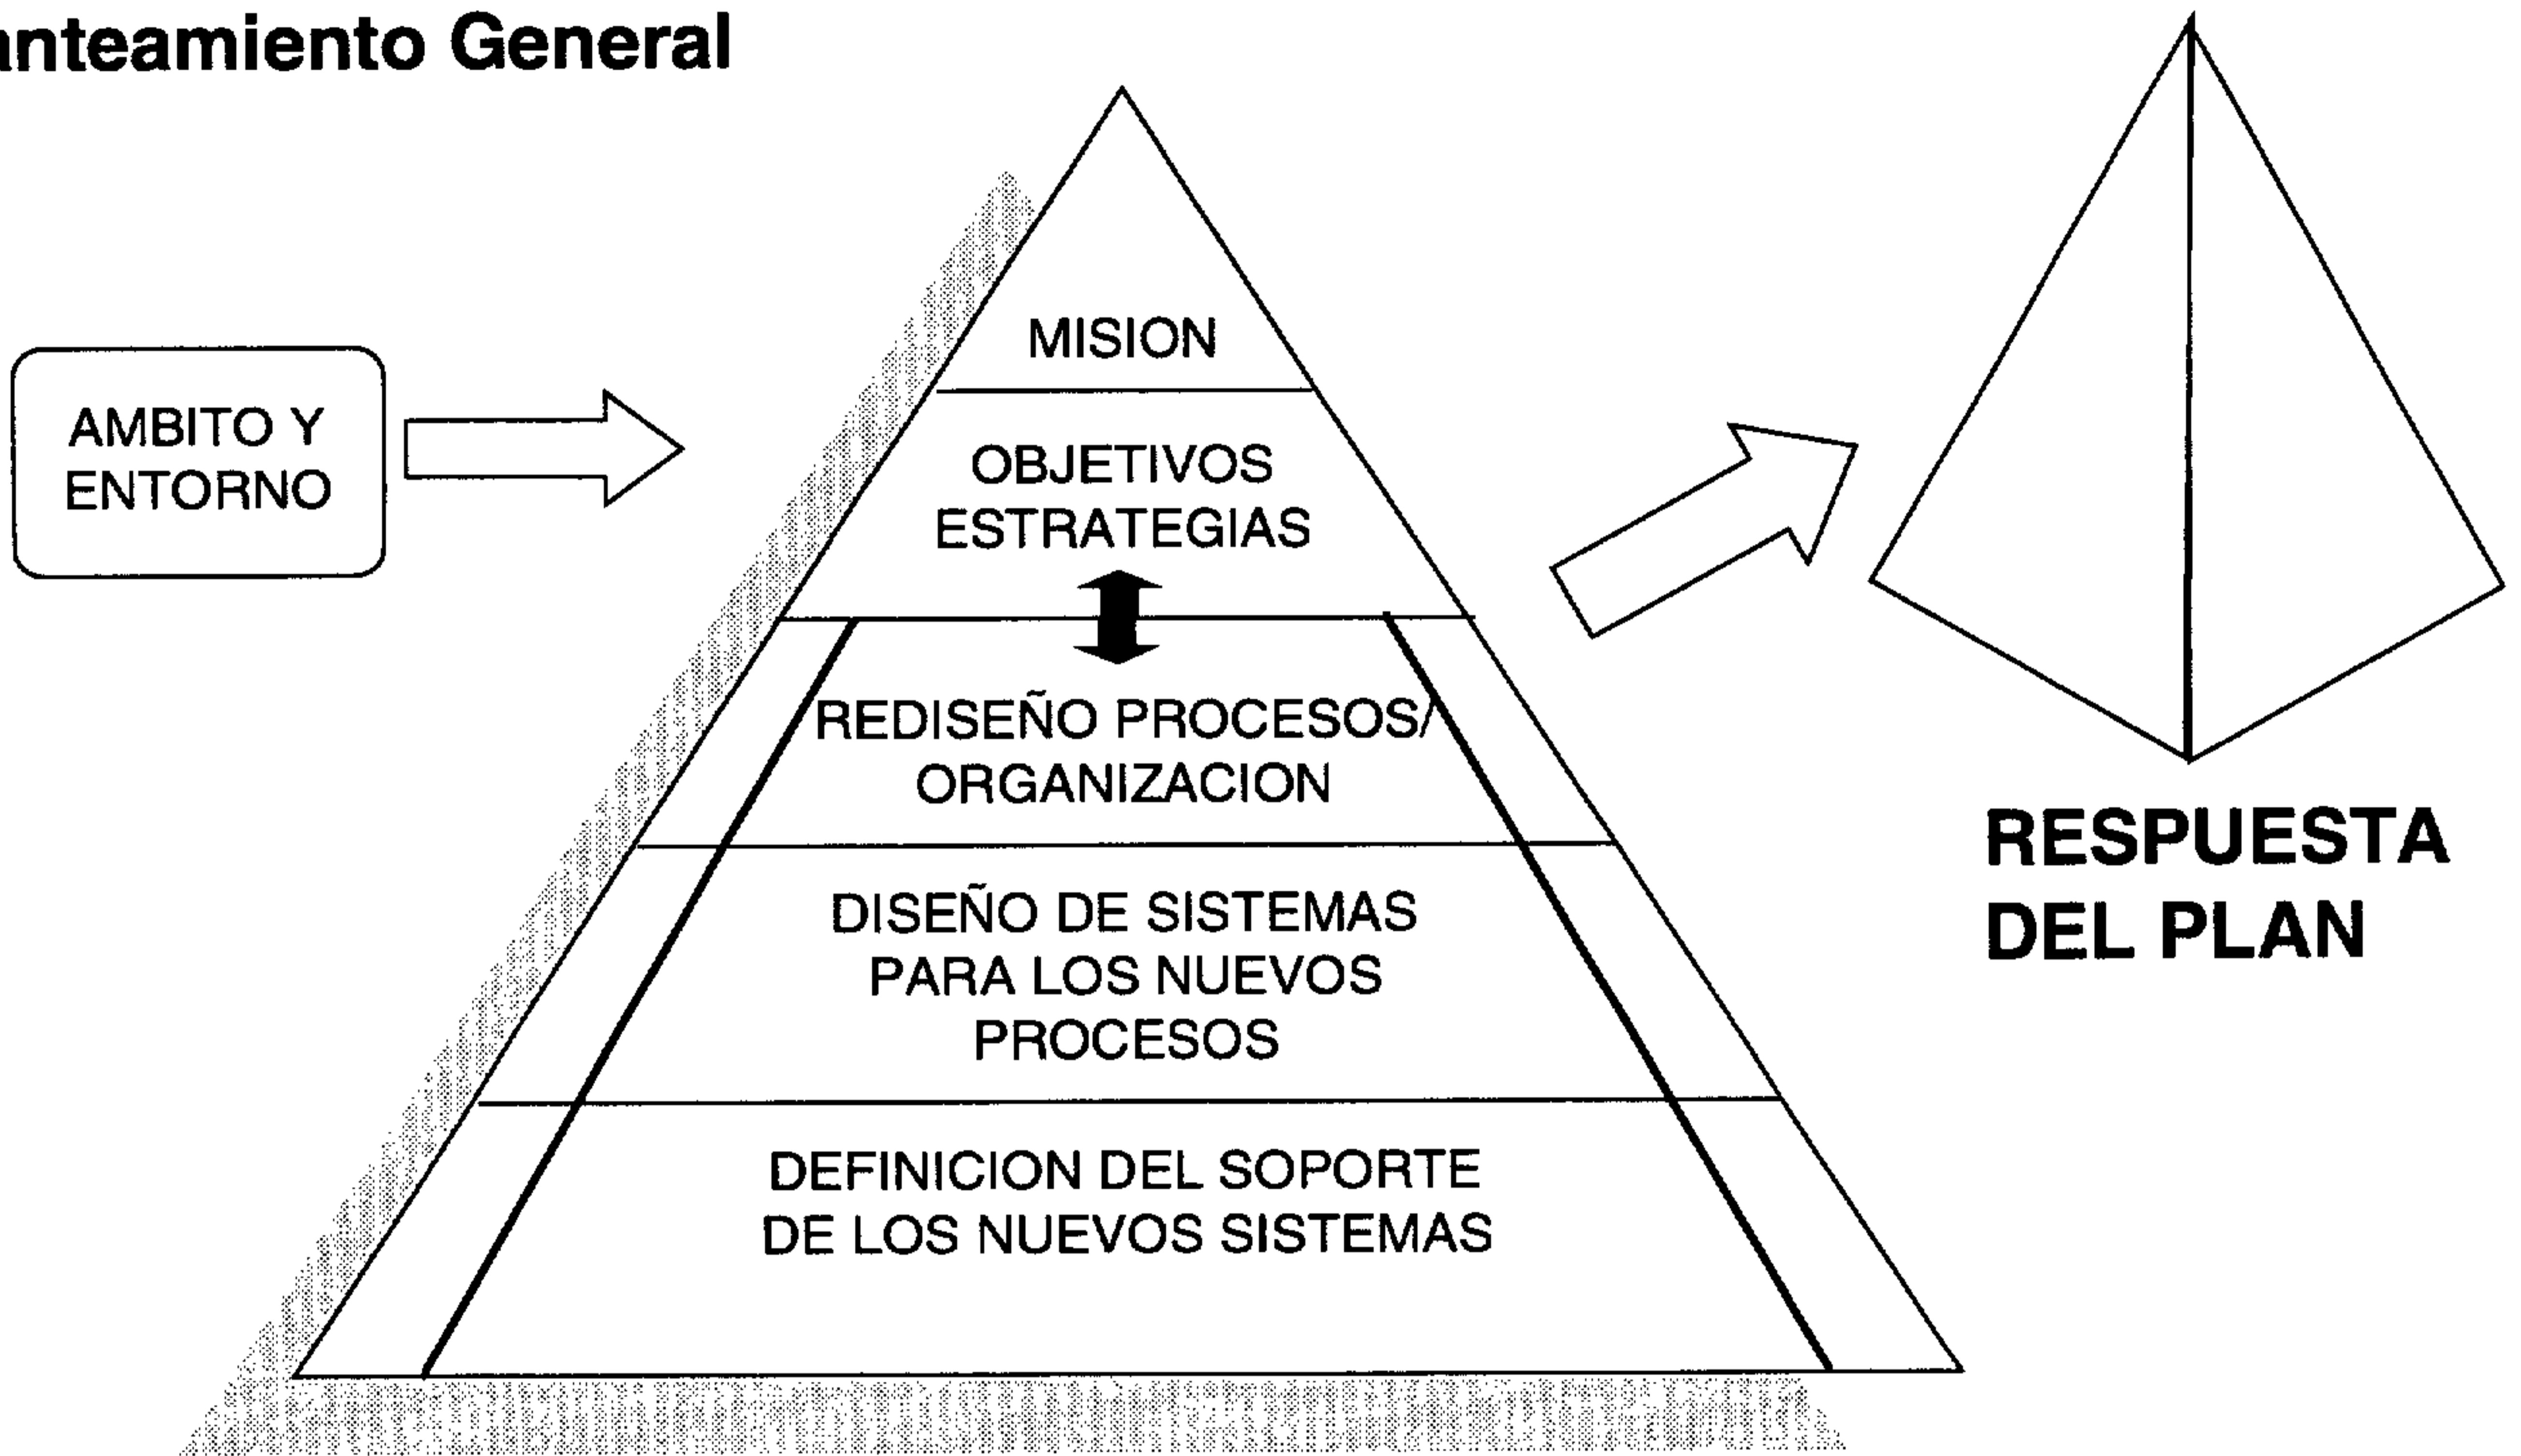 anteamiento General
MISION
AMBITO Y
ENTORNO
OBJETIVOS
ESTRATEGIAS
REDISEÑO PROCESOS/
ORGANIZACION
DISEÑO DE SISTEMAS
PARA LOS NUEVOS
PROCESOS
DEFINICION DEL SOPORTE
DE LOS NUEVOS SISTEMAS
RESPUESTA
DEL PLAN